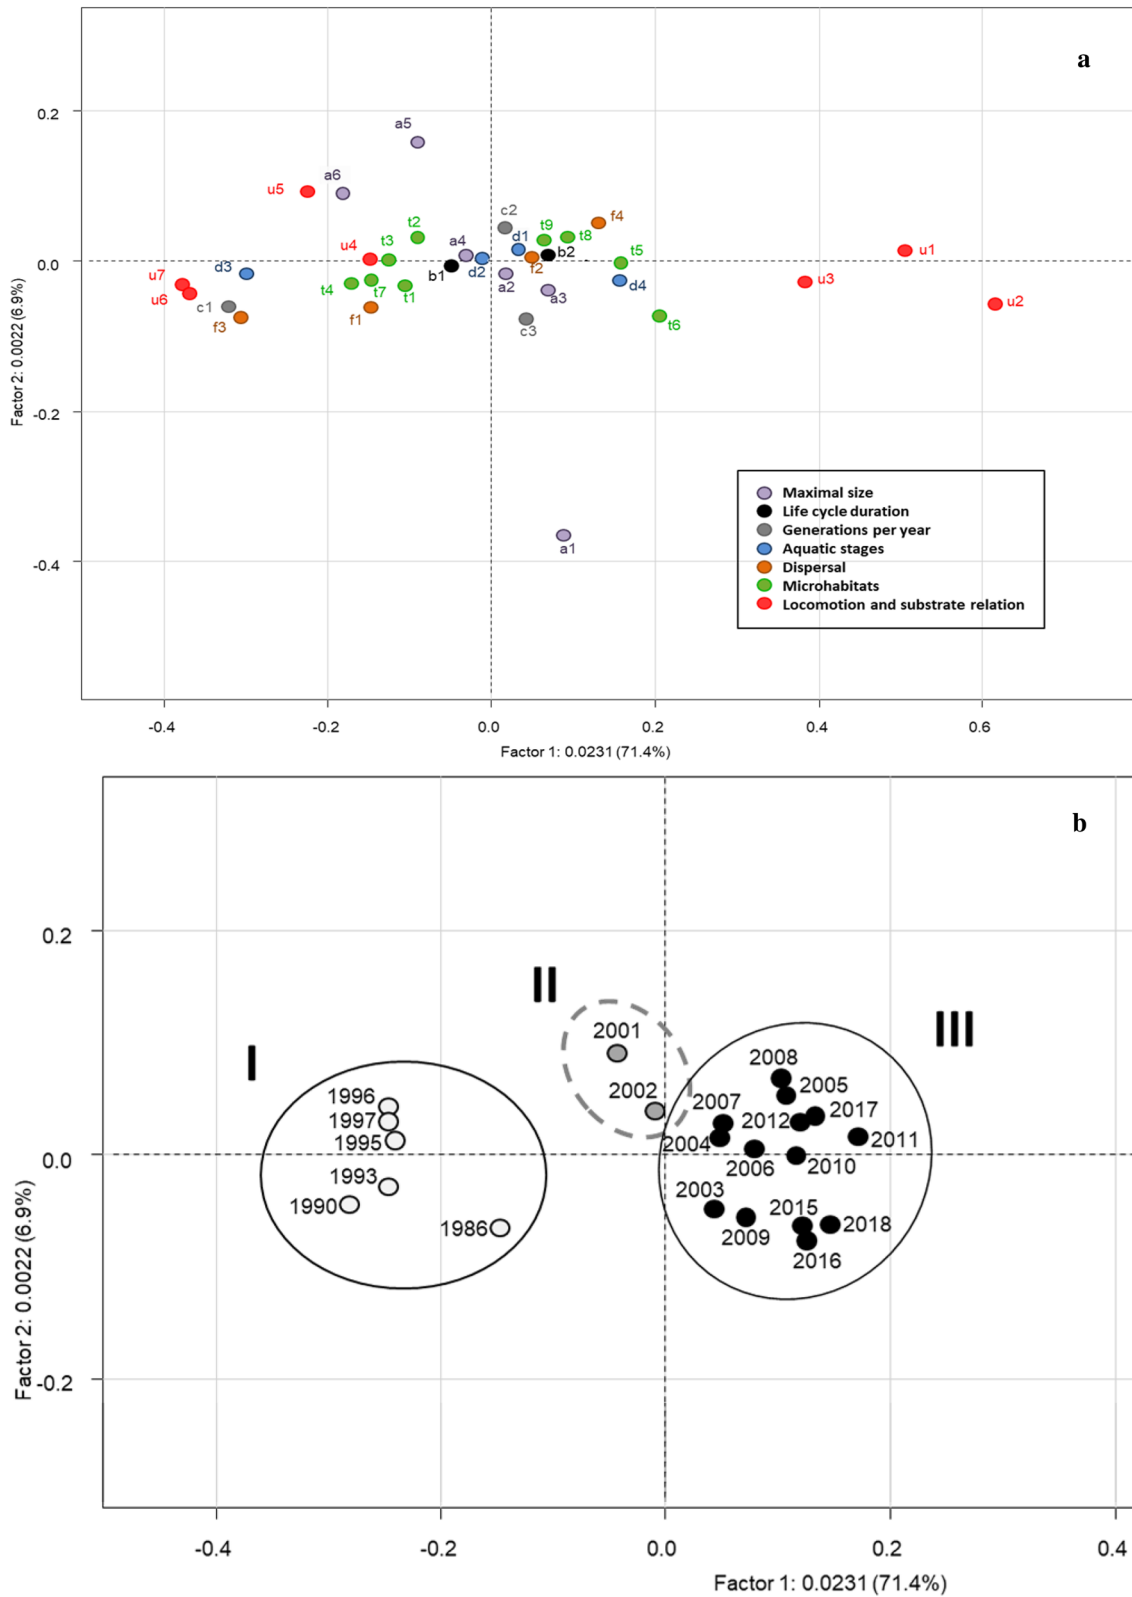 a
0.2
0.0
-0.2
-0.4
Factor 2: 0.0022 (6.9%)
a5
a6
u5
c2
f4
t2
t9
t8
u4
t3
a4
d1
b2
t5
u1
d3
b1
d2
f2
u7
u6
t4
t7
t1
a2
a3
d4
u3
u2
c1
f3
f1
c3
t6
a1
Maximal size
Life cycle duration
Generations per year
Aquatic stages
Dispersal
Microhabitats
Locomotion and substrate relation
-0.4
-0.2
0.0
0.2
0.4
0.6
Factor 1: 0.0231 (71.4%)
b
0.2
0.0
-0.2
Factor 2: 0.0022 (6.9%)
I
II
III
2001
2002
1996
1997
1995
1993
1990
1986
2008
2005
2007
2012
2017
2004
2011
2006
2010
2003
2015
2018
2009
2016
-0.4
-0.2
0.0
0.2
0.4
Factor 1: 0.0231 (71.4%)